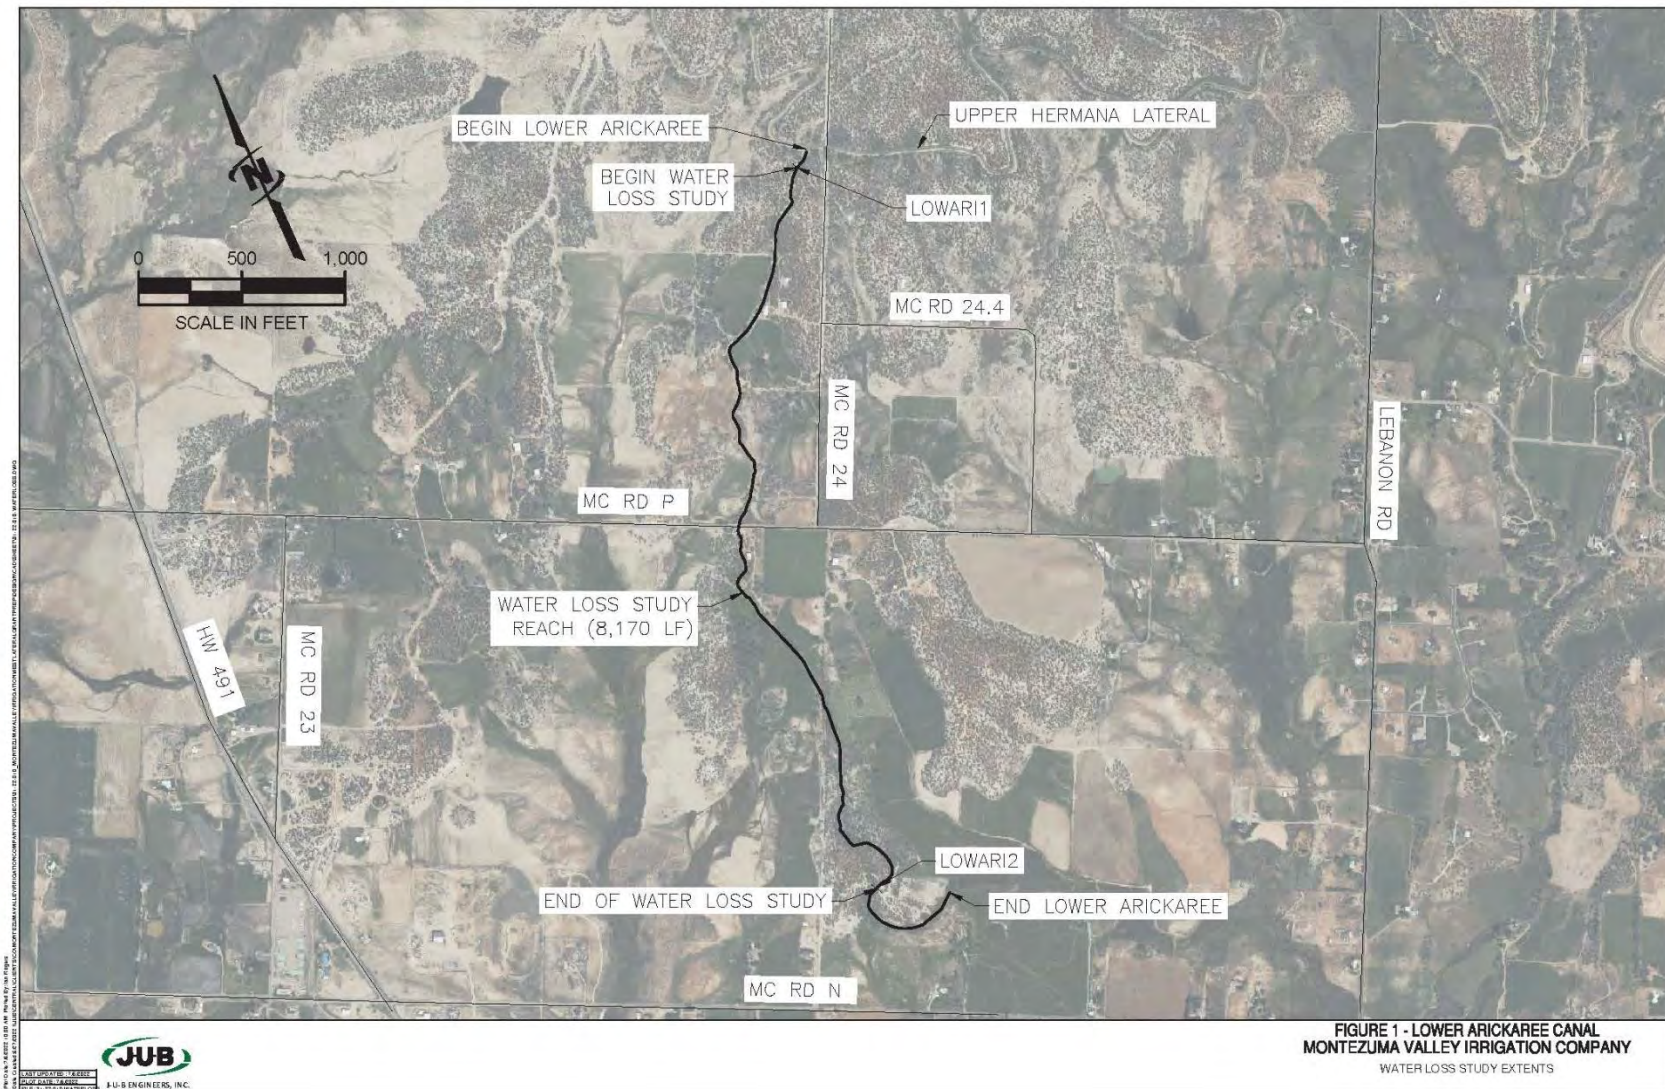 BEGIN LOWER ARICKAREE
UPPER HERMANA LATERAL
BEGIN WATER
LOSS STUDY
LOWARI1
N
0 500 1,000
SCALE IN FEET
MC RD 24.4
MC RD 24
LEBANON RD
MC RD P
WATER LOSS STUDY
REACH (8,170 LF)
HW 491
MC RD 23
LOWARI2
END OF WATER LOSS STUDY
END LOWER ARICKAREE
MC RD N
JUB
J-U-B ENGINEERS, INC.
FIGURE 1 - LOWER ARICKAREE CANAL
MONTEZUMA VALLEY IRRIGATION COMPANY
WATER LOSS STUDY EXTENTS